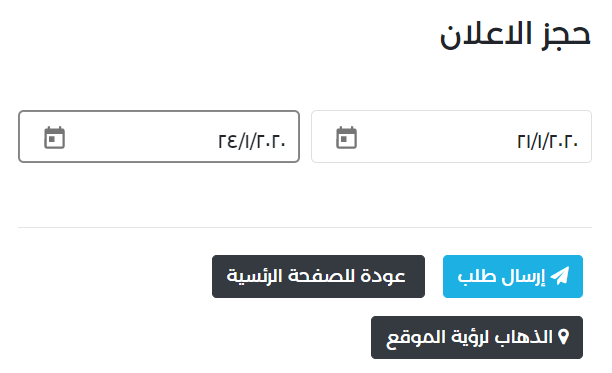 حجز الاعلان
٢١/١/٢٠٢٠
٢٤/١/٢٠٢٠
إرسال طلب
عودة للصفحة الرئسية
الذهاب لرؤية الموقع